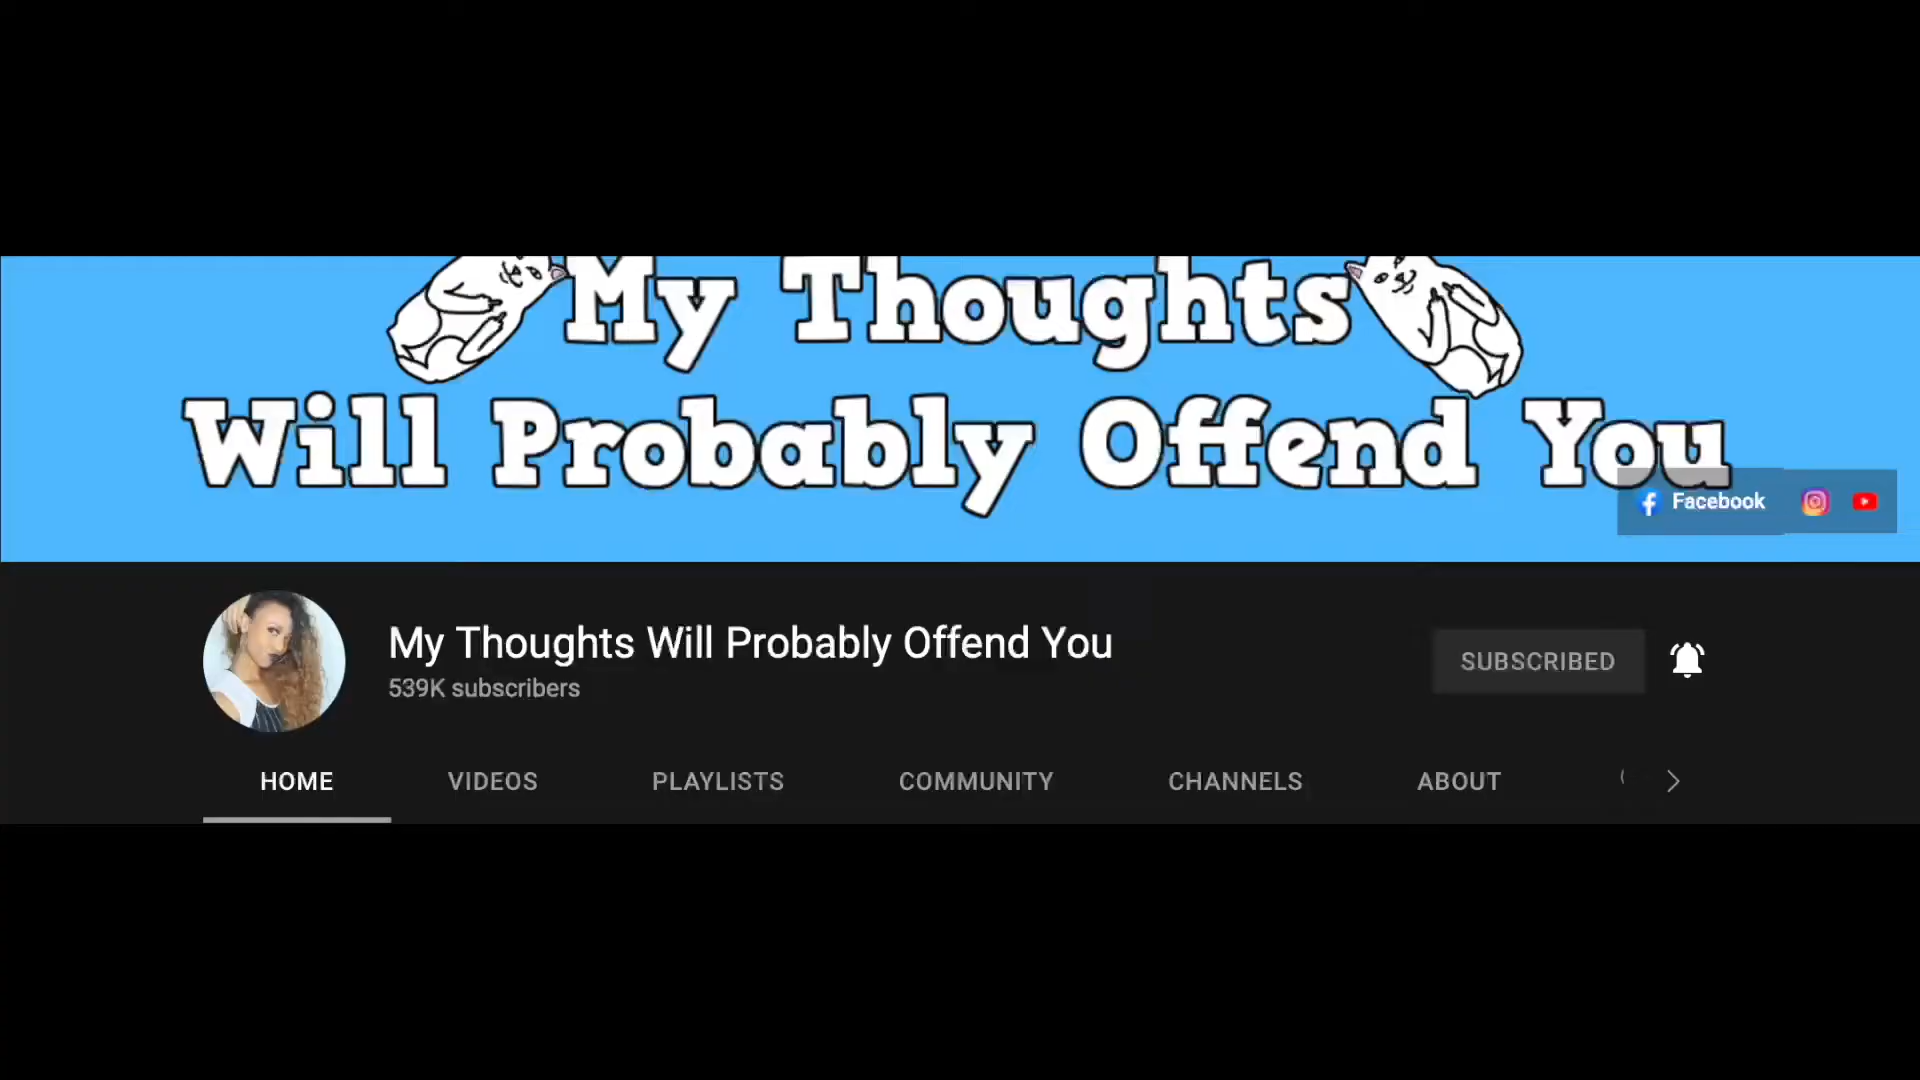 My Thoughts
Will Probably Offend You
Facebook
My Thoughts Will Probably Offend You
539K subscribers
SUBSCRIBED
HOME VIDEOS PLAYLISTS COMMUNITY CHANNELS ABOUT